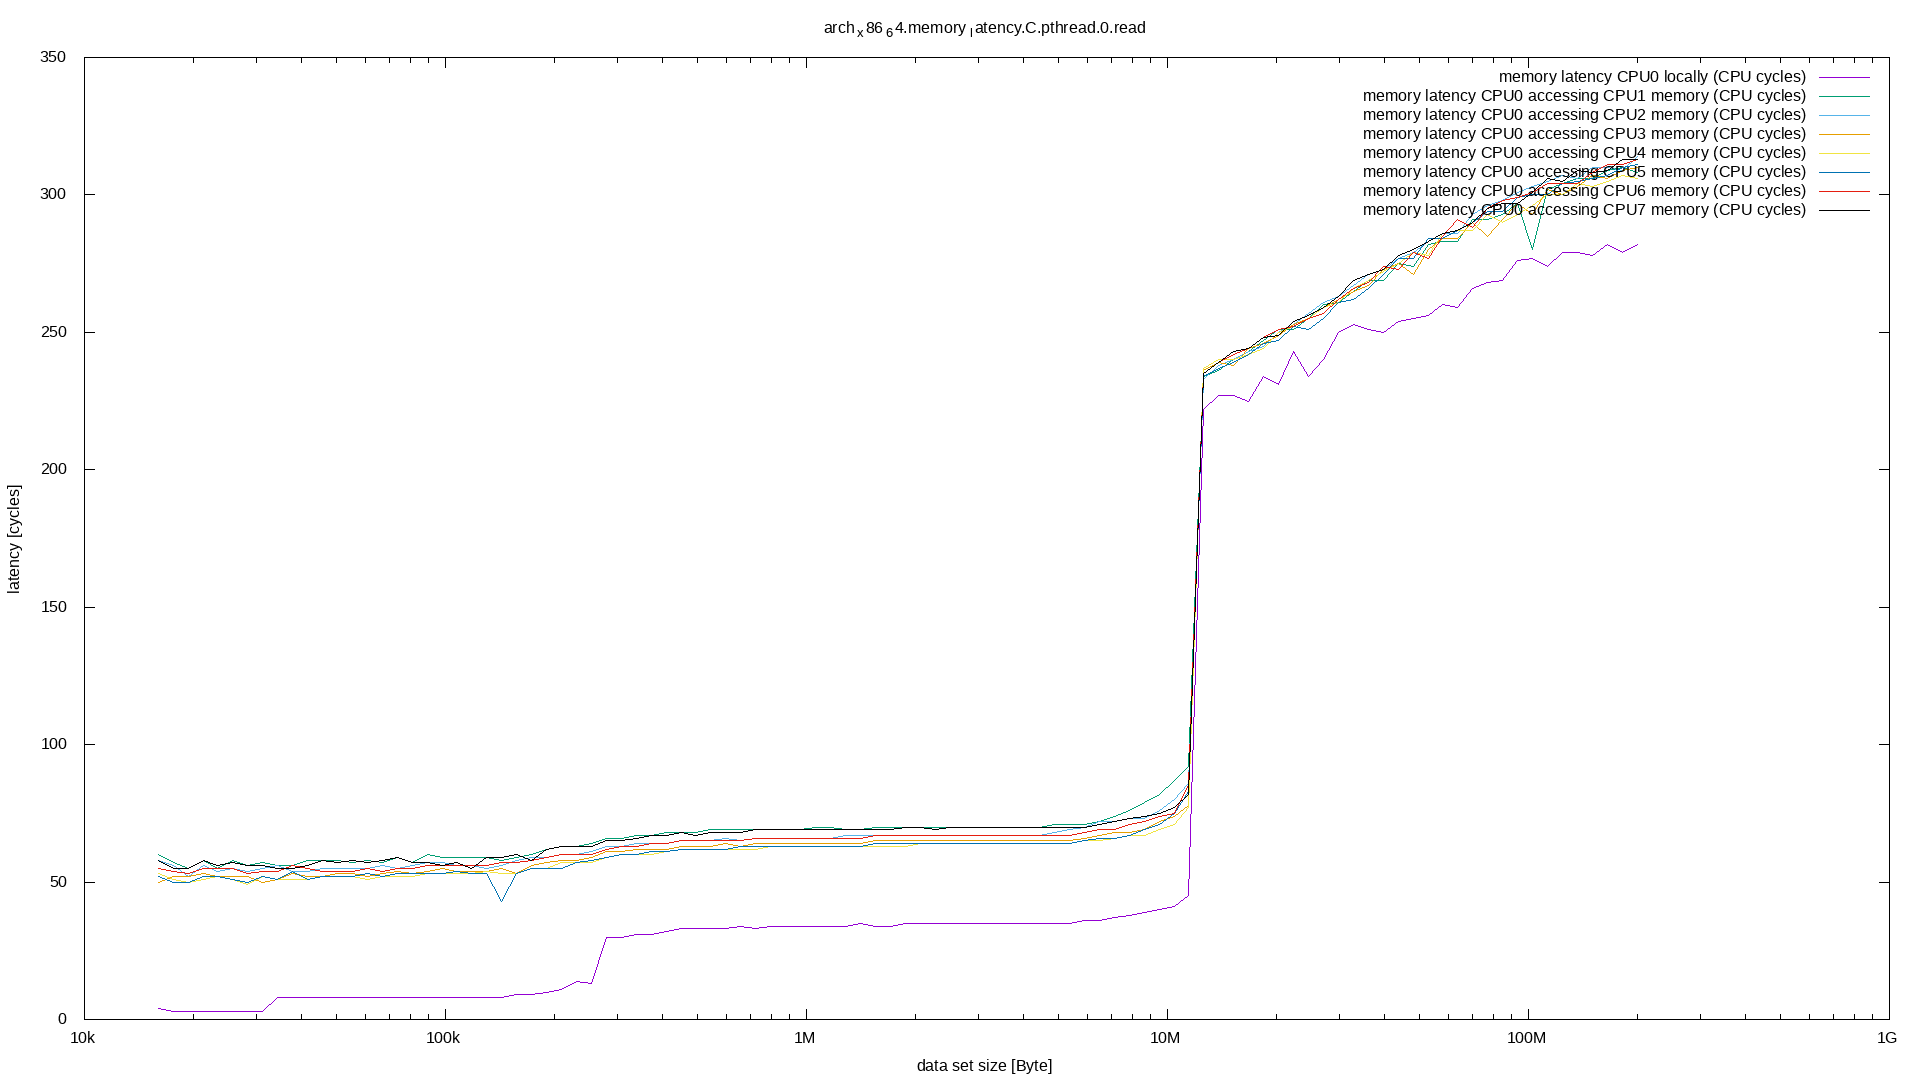 arch x 86 6 4.memory l atency.C.pthread.0.read
350
300
250
200
150
100
50
0
latency [cycles]
memory latency CPU0 locally (CPU cycles)
memory latency CPU0 accessing CPU1 memory (CPU cycles)
memory latency CPU0 accessing CPU2 memory (CPU cycles)
memory latency CPU0 accessing CPU3 memory (CPU cycles)
memory latency CPU0 accessing CPU4 memory (CPU cycles)
memory latency CPU0 accessing CPU5 memory (CPU cycles)
memory latency CPU0 accessing CPU6 memory (CPU cycles)
memory latency CPU0 accessing CPU7 memory (CPU cycles)
10k 100k 1M 10M 100M 1G
data set size [Byte]